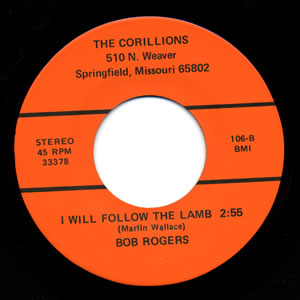 THE CORILLIONS
510 N. Weaver
Springfield, Missouri 65802
STEREO
45 RPM
33378
106-B
BMI
I WILL FOLLOW THE LAMB 2:55
(Martin Wallace)
BOB ROGERS